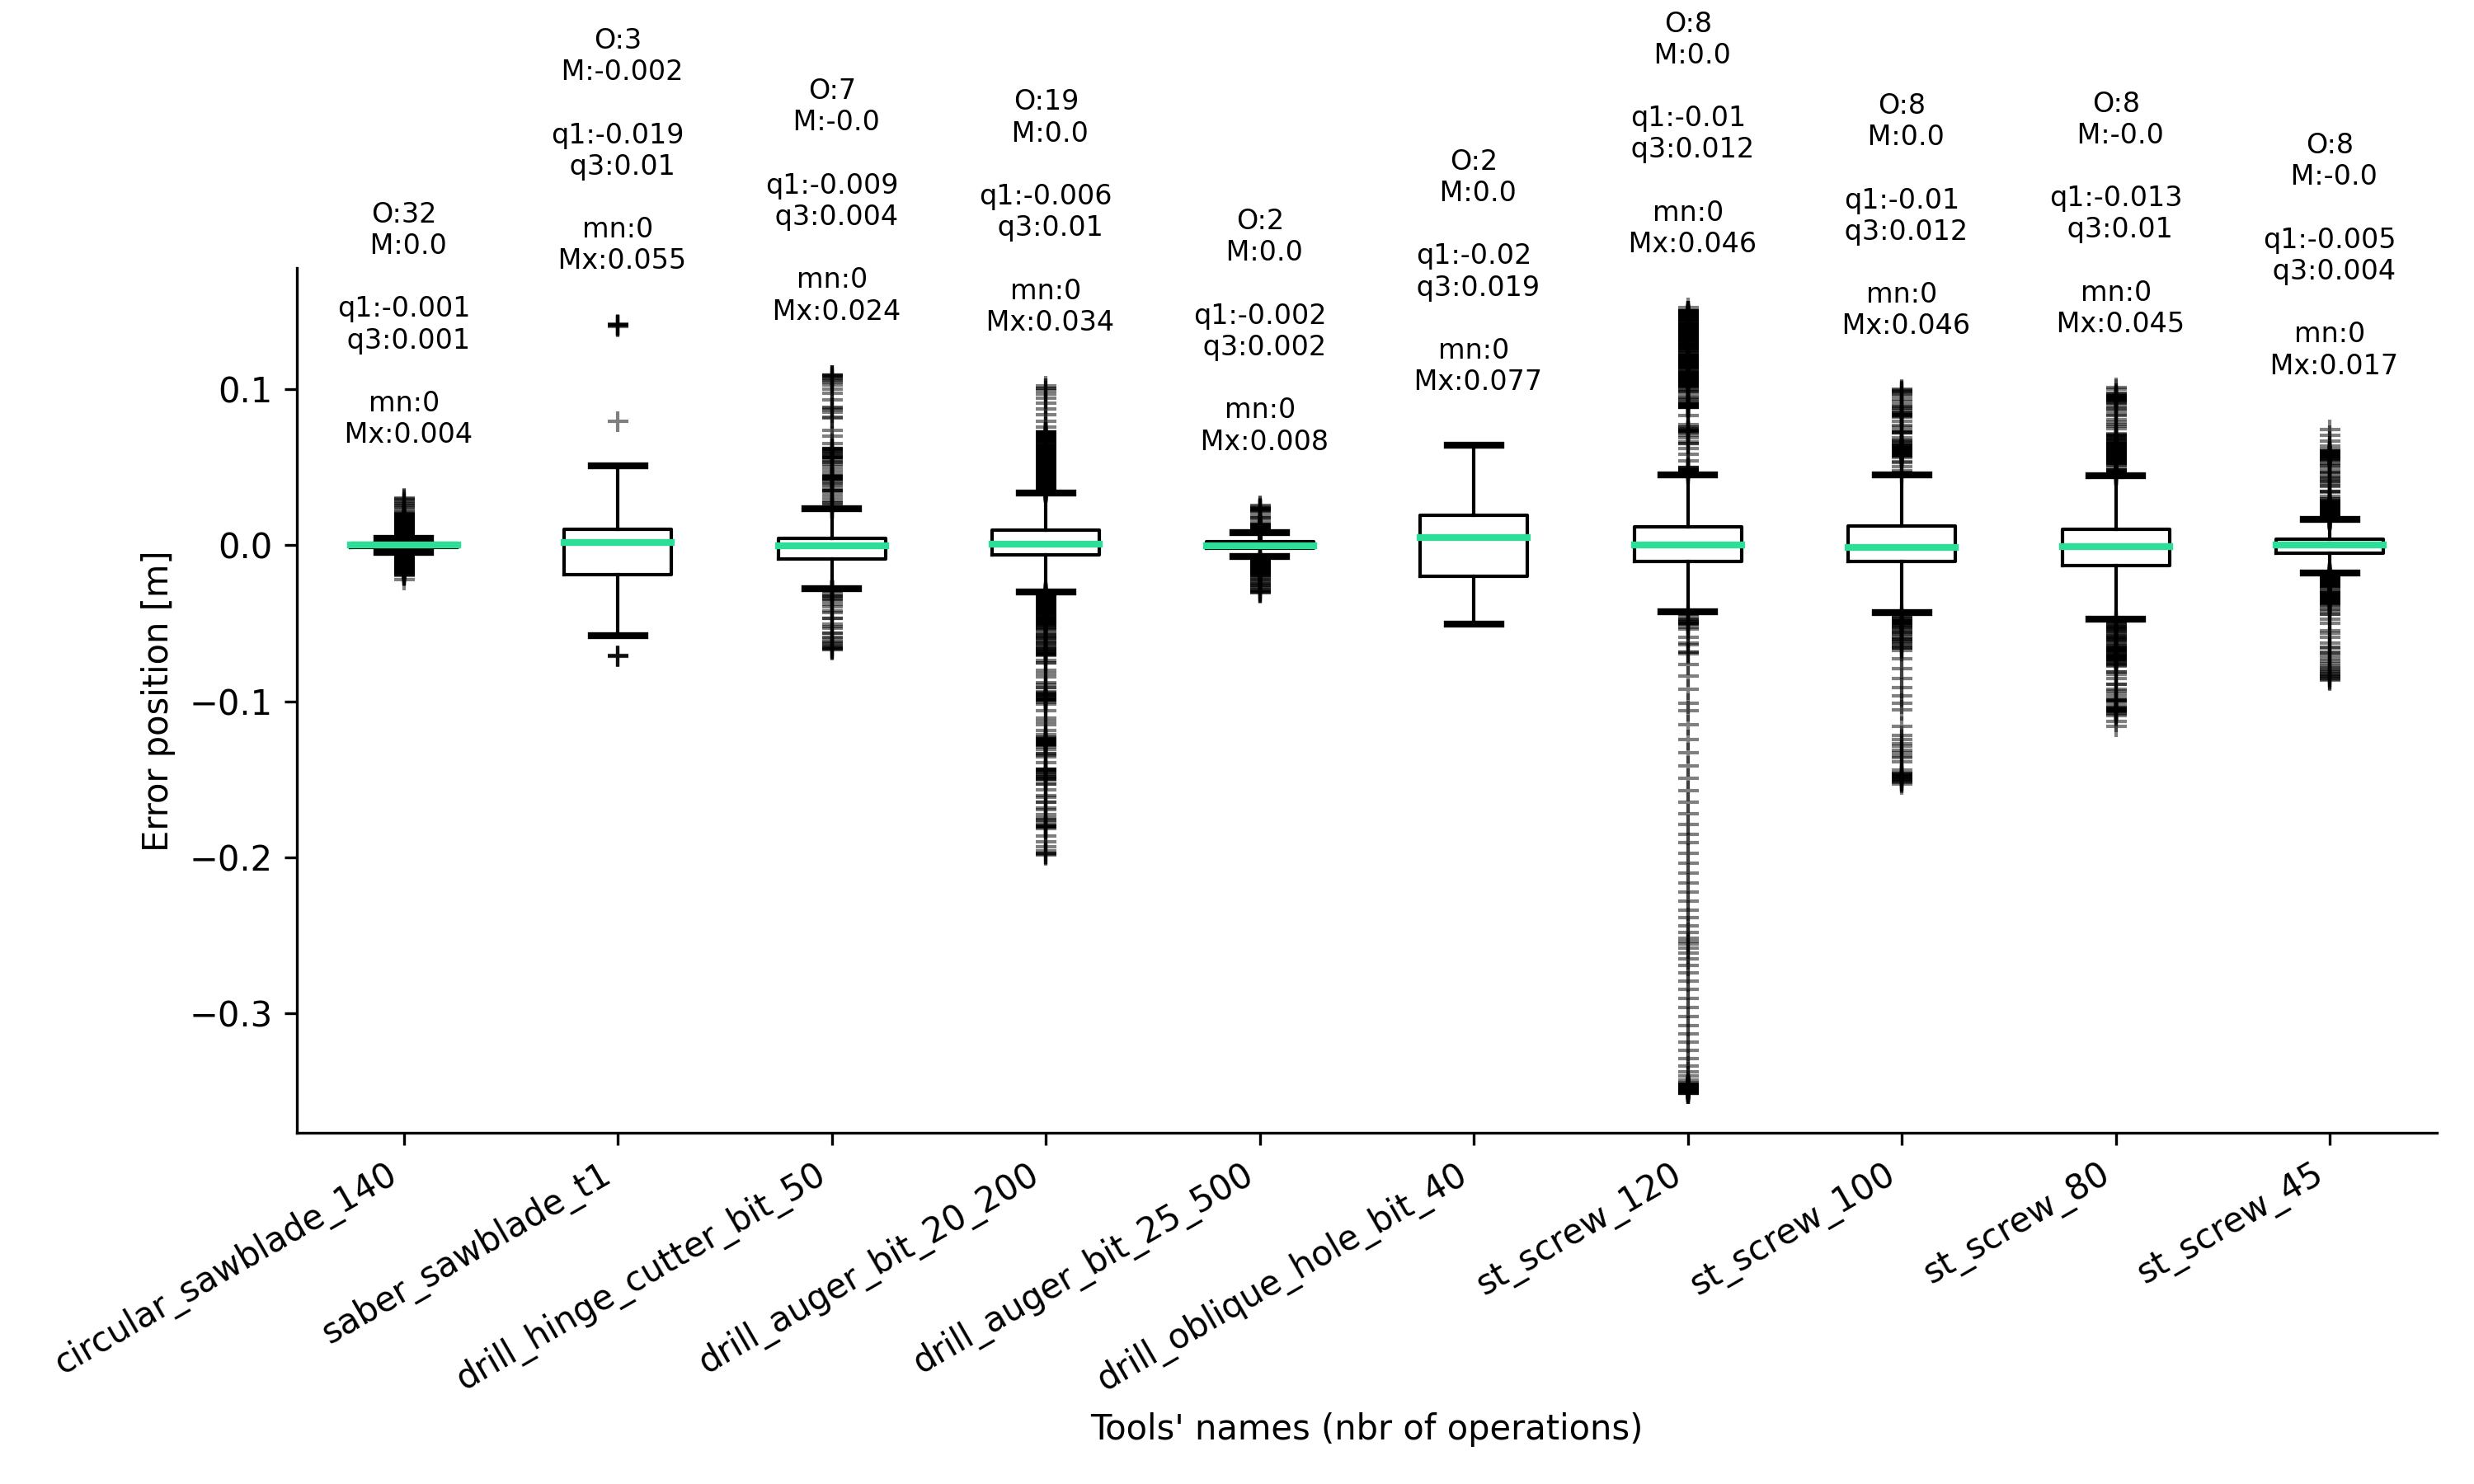 O:32
M:0.0
q1:-0.001
q3:0.001
mn:0
Mx:0.004
O:3
M:-0.002
q1:-0.019
q3:0.01
mn:0
Mx:0.055
O:7
M:-0.0
q1:-0.009
q3:0.004
mn:0
Mx:0.024
O:19
M:0.0
q1:-0.006
q3:0.01
mn:0
Mx:0.034
O:2
M:0.0
q1:-0.002
q3:0.002
mn:0
Mx:0.008
O:2
M:0.0
q1:-0.02
q3:0.019
mn:0
Mx:0.077
O:8
M:0.0
q1:-0.01
q3:0.012
mn:0
Mx:0.046
O:8
M:0.0
q1:-0.01
q3:0.012
mn:0
Mx:0.046
O:8
M:-0.0
q1:-0.013
q3:0.01
mn:0
Mx:0.045
O:8
M:-0.0
q1:-0.005
q3:0.004
mn:0
Mx:0.017
Error position [m]
0.1
0.0
−0.1
−0.2
−0.3
circular_sawblade_140
saber_sawblade_t1
drill_hinge_cutter_bit_50
drill_auger_bit_20_200
drill_auger_bit_25_500
drill_oblique_hole_bit_40
st_screw_120
st_screw_100
st_screw_80
st_screw_45
Tools' names (nbr of operations)